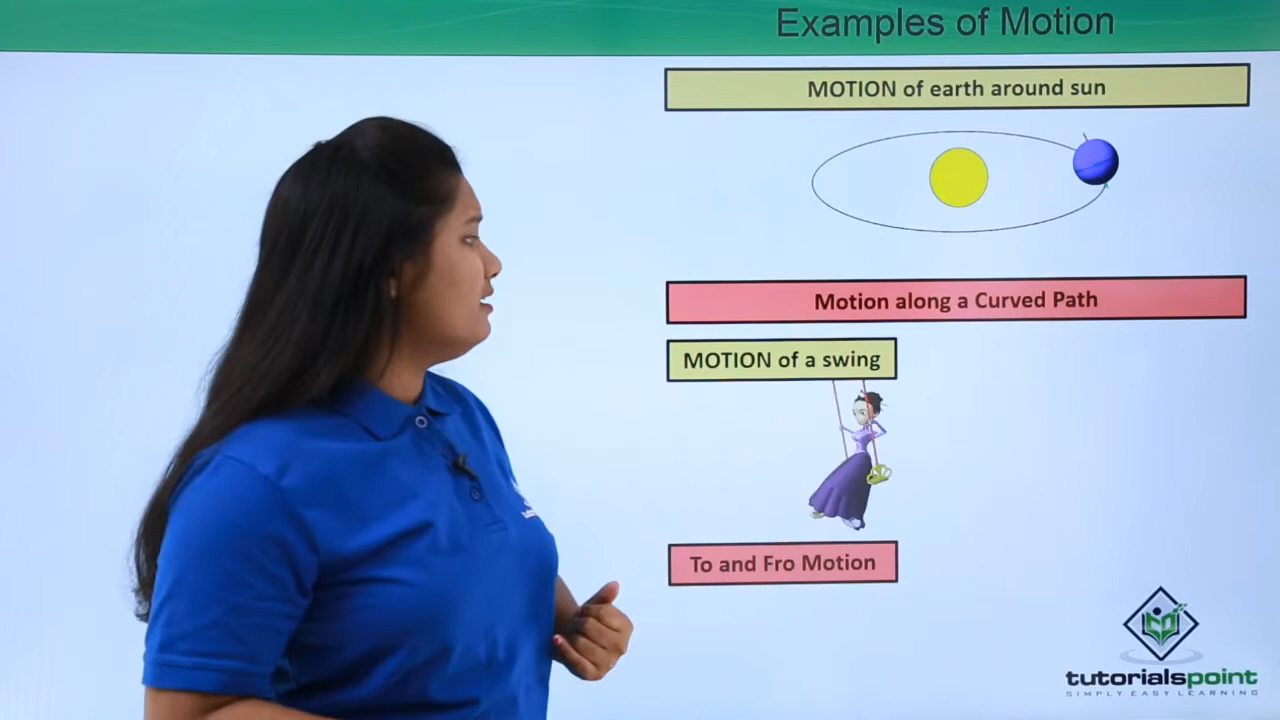 Examples of Motion
MOTION of earth around sun
Motion along a Curved Path
MOTION of a swing
To and Fro Motion
tutorialspoint
SIMPLY EASY LEARNING